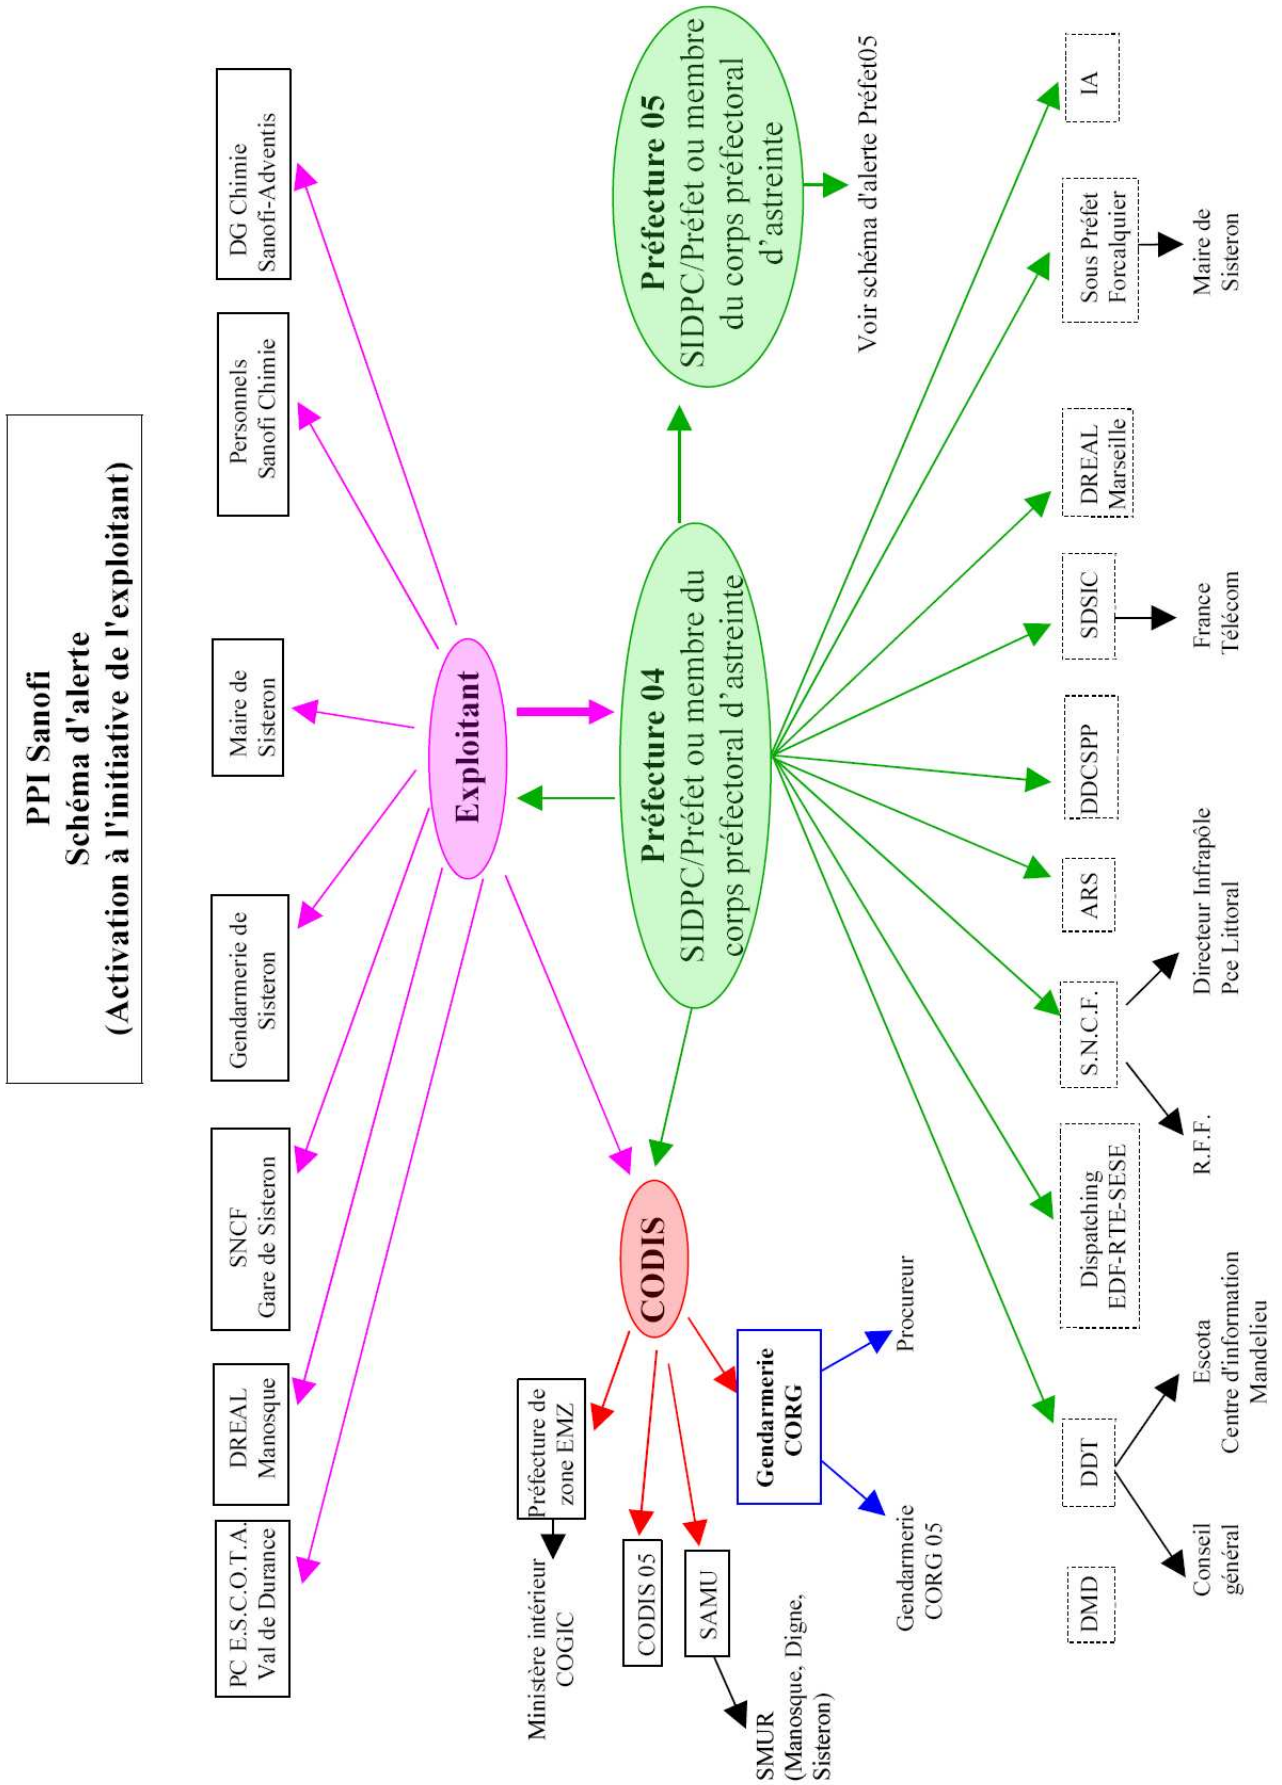 PPI Sanofi
Schéma d'alerte
(Activation à l'initiative de l'exploitant)
PC E.S.C.O.T.A.
Val de Durance
DREAL
Manosque
SNCF
Gare de Sisteron
Gendarmerie de
Sisteron
Maire de
Sisteron
Personnels
Sanofi Chimie
DG Chimie
Sanofi-Adventis
Exploitant
Ministère intérieur
COGIC
Préfecture de
zone EMZ
CODIS 05
SAMU
SMUR
(Manosque, Digne,
Sisteron)
CODIS
Gendarmerie
CORG
Gendarmerie
CORG 05
Procureur
Préfecture 04
SIDPC/Préfet ou membre du
corps préfectoral d’astreinte
Préfecture 05
SIDPC/Préfet ou membre
du corps préfectoral
d’astreinte
Voir schéma d'alerte Préfet05
DMD
DDT
Dispatching
EDF-RTE-SESE
S.N.C.F.
ARS
DDCSPP
SDSIC
DREAL
Marseille
Sous Préfet
Forcalquier
IA
Conseil
général
Escota
Centre d'information
Mandelieu
R.F.F.
Directeur Infrapôle
Pce Littoral
France
Télécom
Maire de
Sisteron